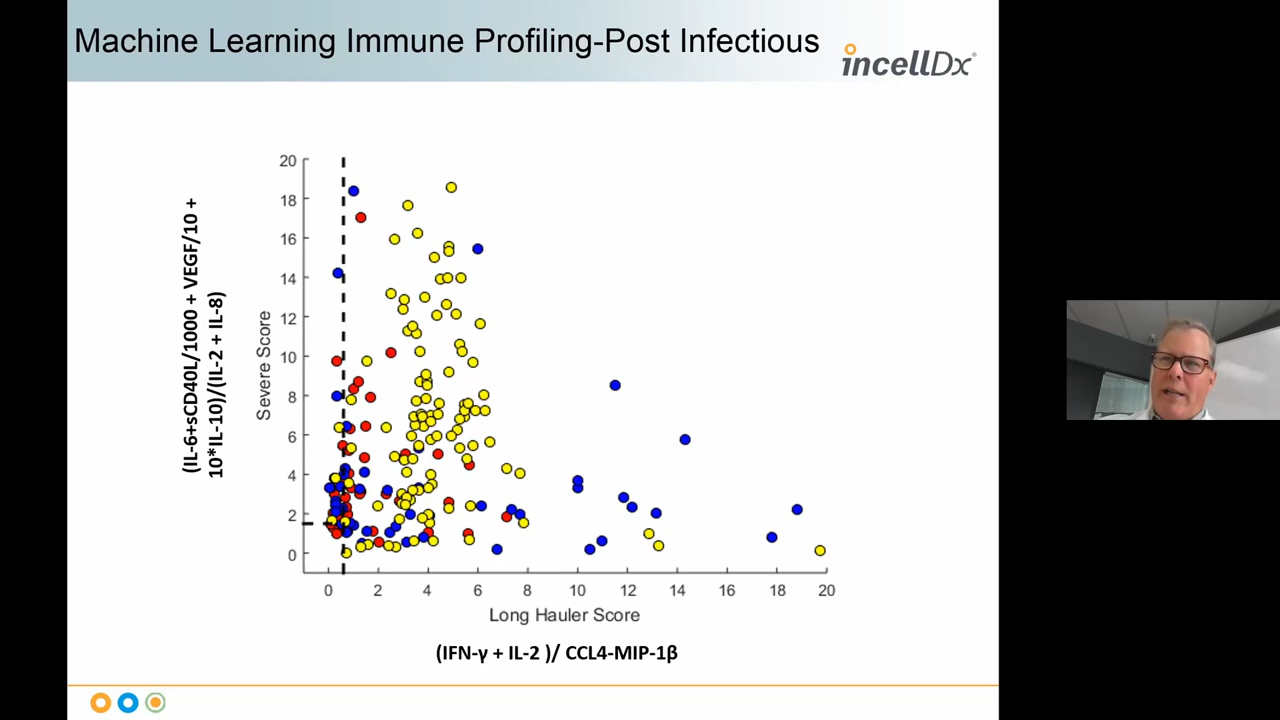 Machine Learning Immune Profiling-Post Infectious
incellDx
(IL-6+sCD40L/1000 + VEGF/10 +
10*IL-10)/(IL-2 + IL-8)
Severe Score
20
18
16
14
12
10
8
6
4
2
0
0 2 4 6 8 10 12 14 16 18 20
Long Hauler Score
(IFN-γ + IL-2 )/ CCL4-MIP-1β